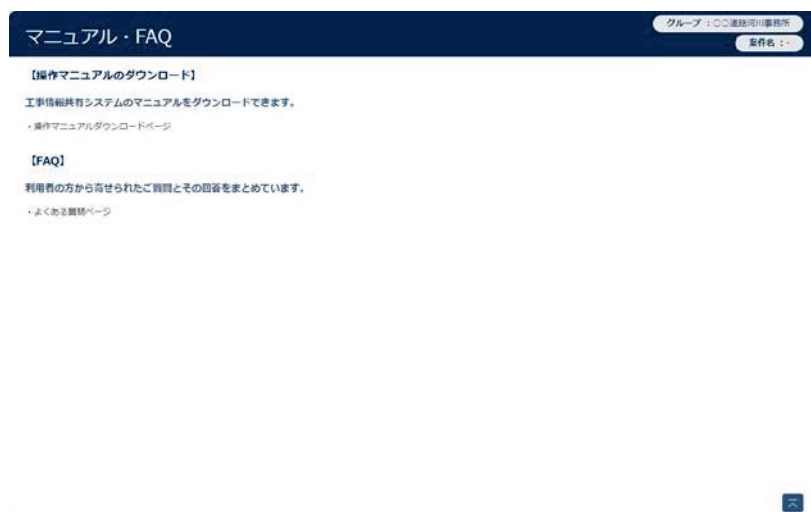 マニュアル・FAQ
グループ ：○○道路河川事務所
案件名 ：-
【操作マニュアルのダウンロード】
工事情報共有システムのマニュアルをダウンロードできます。
・操作マニュアルダウンロードページ
【FAQ】
利用者の方から寄せられたご質問とその回答をまとめています。
・よくある質問ページ